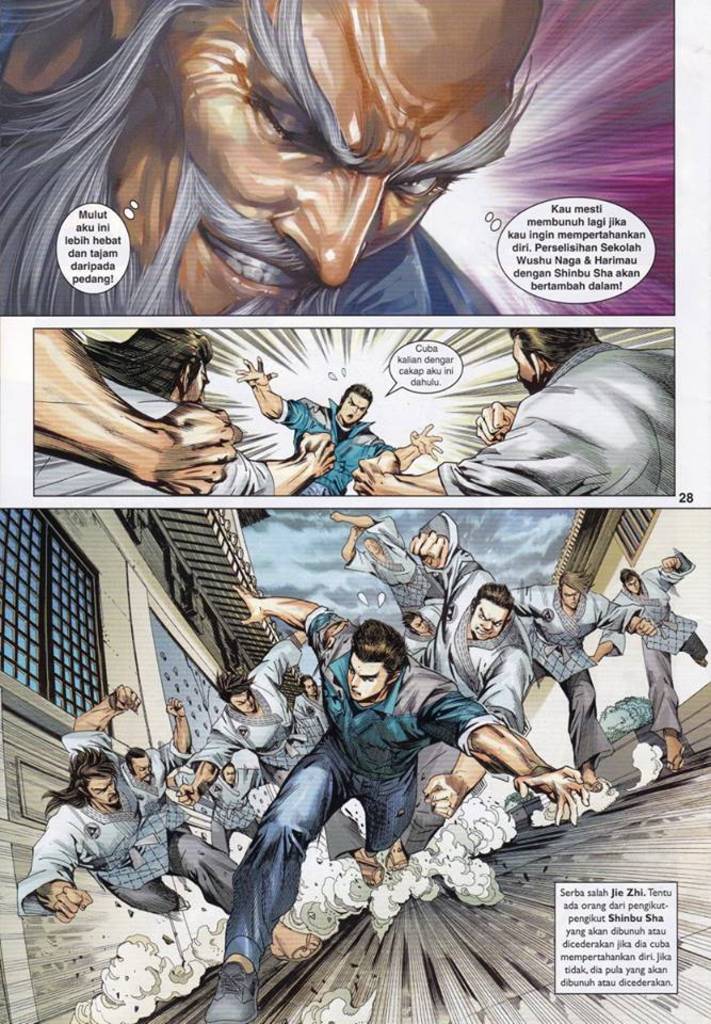 Mulut
aku ini
lebih hebat
dan tajam
daripada
pedang!
Kau mesti
membunuh lagi jika
kau ingin mempertahankan
diri. Perselisihan Sekolah
Wushu Naga & Harimau
dengan Shinbu Sha akan
bertambah dalam!
Cuba
kalian dengar
cakap aku ini
dahulu.
28
Serba salah Jie Zhi. Tentu
ada orang dari pengikut-
pengikut Shinbu Sha
yang akan dibunuh atau
dicederakan jika dia cuba
mempertahankan diri. Jika
tidak, dia pula yang akan
dibunuh atau dicederakan.